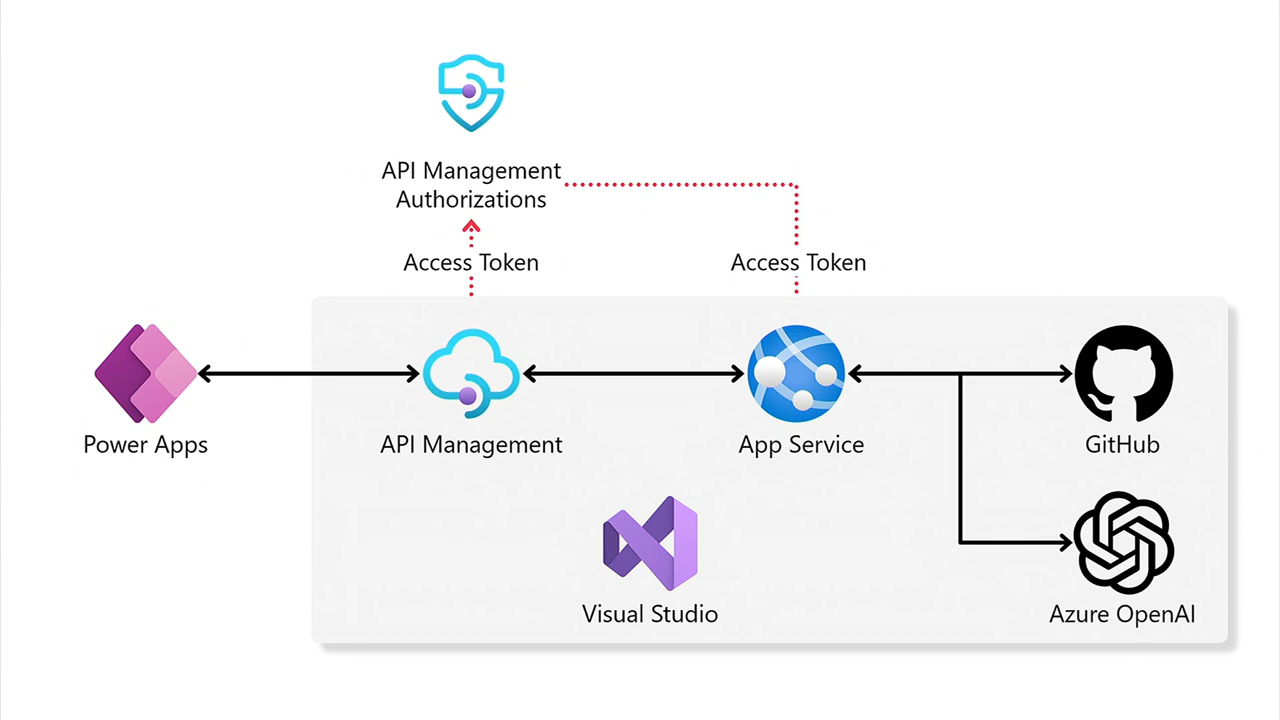 API Management
Authorizations
Access Token
Access Token
Power Apps
API Management
App Service
GitHub
Visual Studio
Azure OpenAI